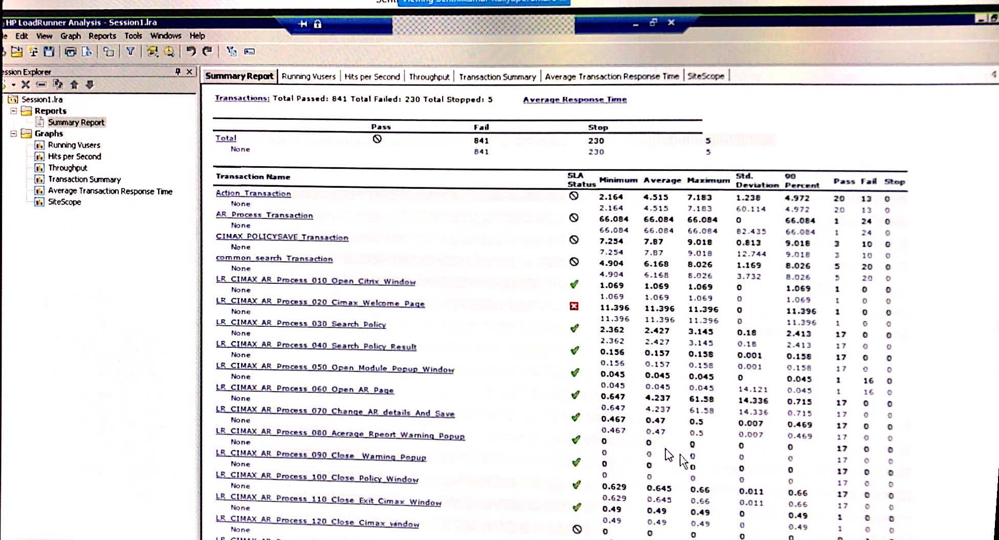 HP LoadRunner Analysis - Session1.lra
Edit View Graph Reports Tools Windows Help
ession Explorer
Session1.lra
Reports
Summary Report
Graphs
Running Vusers
Hits per Second
Throughput
Transaction Summary
Average Transaction Response Time
SiteScope
Summary Report Running Vusers Hits per Second Throughput Transaction Summary Average Transaction Response Time SiteScope
Transactions: Total Passed: 841 Total Failed: 230 Total Stopped: 5 Average Response Time
Pass Fail Stop
Total 841 230 5
None 841 230 5
Transaction Name SLA Status Minimum Average Maximum Std. Deviation 90 Percent Pass Fail Stop
Action_Transaction 2.164 4.515 7.183 1.238 4.972 20 13 0
None 2.164 4.515 7.183 60.114 4.972 20 13 0
AR_Process_Transaction 66.084 66.084 66.084 0 66.084 1 24 0
None 66.084 66.084 66.084 82.435 66.084 1 24 0
CIMAX_POLICYSAVE_Transaction 7.254 7.87 9.018 0.813 9.018 3 10 0
None 7.254 7.87 9.018 12.744 9.018 3 10 0
common_search_Transaction 4.904 6.168 8.026 1.169 8.026 5 20 0
None 4.904 6.168 8.026 3.732 8.026 5 20 0
LR_CIMAX_AR_Process_010_Open_Citrix_Window 1.069 1.069 1.069 0 1.069 1 0 0
None 1.069 1.069 1.069 0 1.069 1 0 0
LR_CIMAX_AR_Process_020_Cimax_Welcome_Page 11.396 11.396 11.396 0 11.396 1 0 0
None 11.396 11.396 11.396 0 11.396 1 0 0
LR_CIMAX_AR_Process_030_Search_Policy 2.362 2.427 3.145 0.18 2.413 17 0 0
None 2.362 2.427 3.145 0.18 2.413 17 0 0
LR_CIMAX_AR_Process_040_Search_Policy_Result 0.156 0.157 0.158 0.001 0.158 17 0 0
None 0.156 0.157 0.158 0.001 0.158 17 0 0
LR_CIMAX_AR_Process_050_Open_Module_Popup_Window 0.045 0.045 0.045 0 0.045 1 16 0
None 0.045 0.045 0.045 14.121 0.045 1 16 0
LR_CIMAX_AR_Process_060_Open_AR_Page 0.647 4.237 61.58 14.336 0.715 17 0 0
None 0.647 4.237 61.58 14.336 0.715 17 0 0
LR_CIMAX_AR_Process_070_Change_AR_details_And_Save 0.467 0.47 0.5 0.007 0.469 17 0 0
None 0.467 0.47 0.5 0.007 0.469 17 0 0
LR_CIMAX_AR_Process_080_Acerage_Rpeort_Warning_Popup 0 0 0 0 0 17 0 0
None 0 0 0 0 0 17 0 0
LR_CIMAX_AR_Process_090_Close__Warning_Popup 0 0 0 0 0 17 0 0
None 0 0 0 0 0 17 0 0
LR_CIMAX_AR_Process_100_Close_Policy_Window 0.629 0.645 0.66 0.011 0.66 17 0 0
None 0.629 0.645 0.66 0.011 0.66 17 0 0
LR_CIMAX_AR_Process_110_Close_Exit_Cimax_Window 0.49 0.49 0.49 0 0.49 1 0 0
None 0.49 0.49 0.49 0 0.49 1 0 0
LR_CIMAX_AR_Process_120_Close_Cimax_window 0 0 0 0 0
None